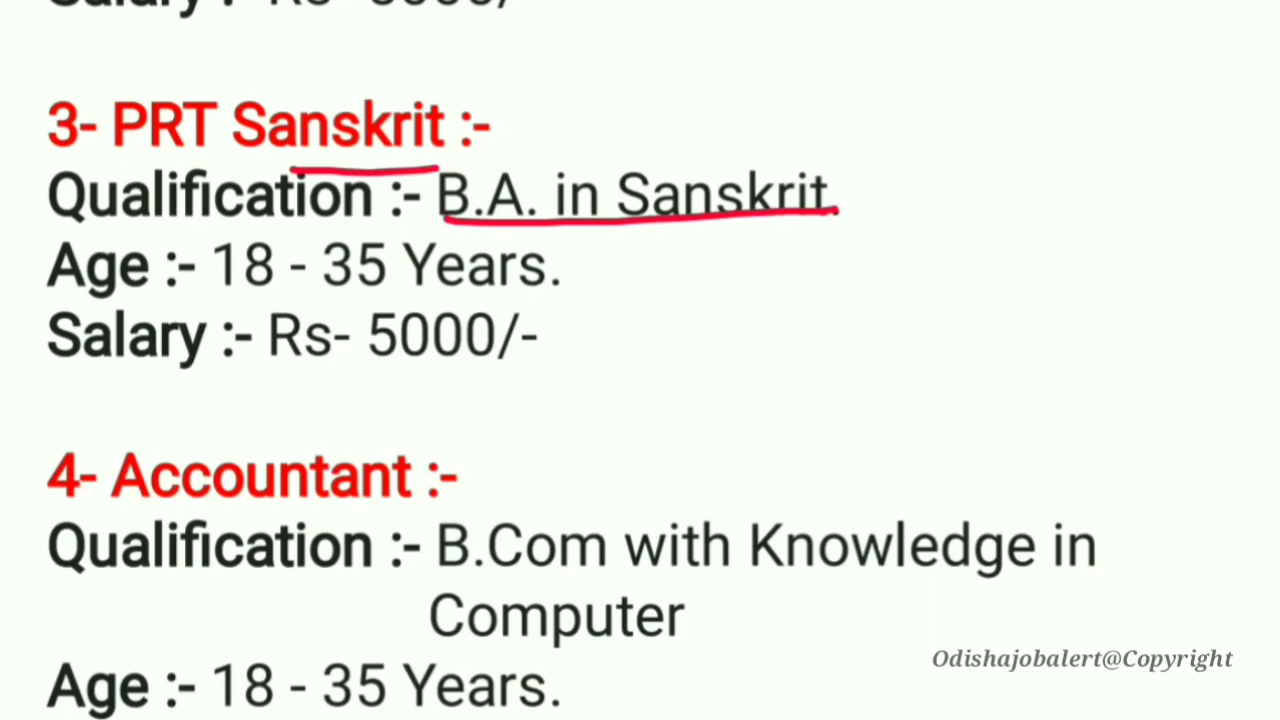 3- PRT Sanskrit :-
Qualification :- B.A. in Sanskrit.
Age :- 18 - 35 Years.
Salary :- Rs- 5000/-
4- Accountant :-
Qualification :- B.Com with Knowledge in
Computer
Odishajobalert@Copyright
Age :- 18 - 35 Years.